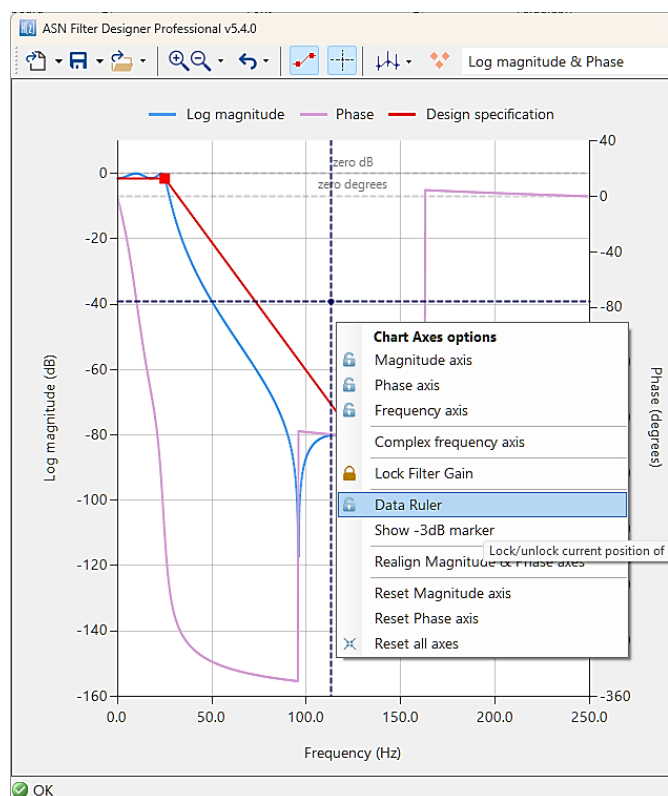 ASN Filter Designer Professional v5.4.0
Log magnitude & Phase
Log magnitude Phase Design specification
40
0
zero dB
zero degrees
0
-20
-40
-40
-80
-60
-80
-100
-120
-140
-160
-360
Log magnitude (dB)
Phase (degrees)
Chart Axes options
Magnitude axis
Phase axis
Frequency axis
Complex frequency axis
Lock Filter Gain
Data Ruler
Show -3dB marker
Lock/unlock current position of
Realign Magnitude & Phase axes
Reset Magnitude axis
Reset Phase axis
Reset all axes
0.0 50.0 100.0 150.0 200.0 250.0
Frequency (Hz)
OK